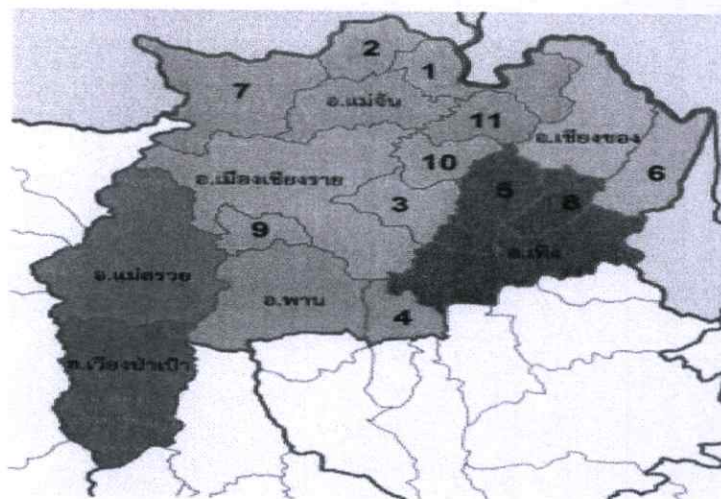 2
1
7
อ.แม่จัน
11
อ.เชียงของ
10
6
อ.เมืองเชียงราย
5
3
8
9
อ.เทิง
อ.แม่สรวย
อ.พาน
4
อ.เวียงป่าเป้า